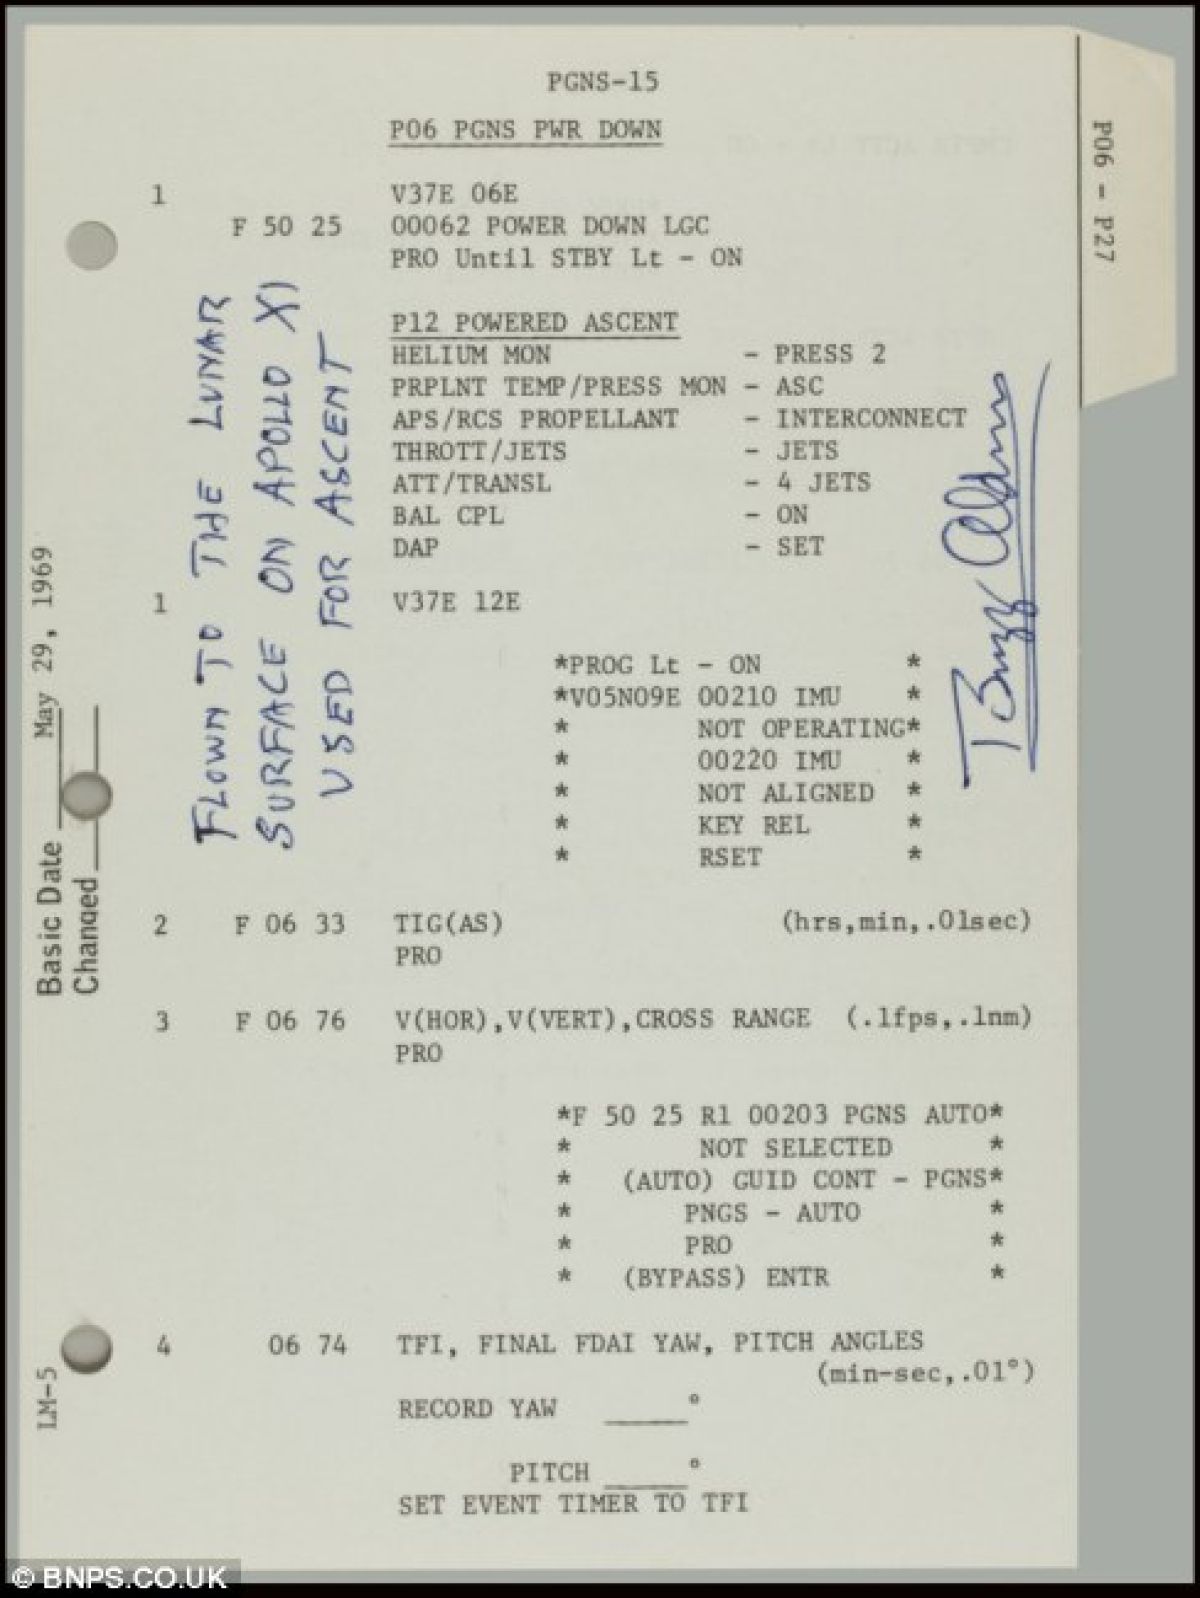 PGNS-15
P06 PGNS PWR DOWN
1 V37E 06E
F 50 25 00062 POWER DOWN LGC
PRO Until STBY Lt - ON
P12 POWERED ASCENT
HELIUM MON - PRESS 2
PRPLNT TEMP/PRESS MON - ASC
APS/RCS PROPELLANT - INTERCONNECT
THROTT/JETS - JETS
ATT/TRANSL - 4 JETS
BAL CPL - ON
DAP - SET
1 V37E 12E
*PROG Lt - ON *
*V05N09E 00210 IMU *
* NOT OPERATING*
* 00220 IMU *
* NOT ALIGNED *
* KEY REL *
* RSET *
2 F 06 33 TIG(AS) (hrs,min,.01sec)
PRO
3 F 06 76 V(HOR),V(VERT),CROSS RANGE (.1fps,.1nm)
PRO
*F 50 25 R1 00203 PGNS AUTO*
* NOT SELECTED *
* (AUTO) GUID CONT - PGNS*
* PNGS - AUTO *
* PRO *
* (BYPASS) ENTR *
4 06 74 TFI, FINAL FDAI YAW, PITCH ANGLES
(min-sec,.01°)
RECORD YAW _____°
PITCH _____°
SET EVENT TIMER TO TFI
FLOWN TO THE LUNAR
SURFACE ON APOLLO XI
USED FOR ASCENT
Buzz Aldrin
P06 - P27
Basic Date May 29, 1969
Changed
LM-5
© BNPS.CO.UK